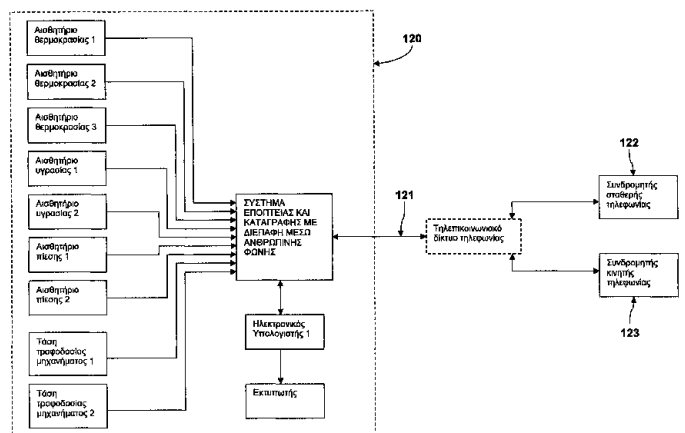 Αισθητήριο
θερμοκρασίας 1
Αισθητήριο
θερμοκρασίας 2
Αισθητήριο
θερμοκρασίας 3
Αισθητήριο
υγρασίας 1
Αισθητήριο
υγρασίας 2
Αισθητήριο
πίεσης 1
Αισθητήριο
πίεσης 2
Τάση
τροφοδοσίας
μηχανήματος 1
Τάση
τροφοδοσίας
μηχανήματος 2
ΣΥΣΤΗΜΑ
ΕΠΟΠΤΕΙΑΣ ΚΑΙ
ΚΑΤΑΓΡΑΦΗΣ ΜΕ
ΔΙΕΠΑΦΗ ΜΕΣΩ
ΑΝΘΡΩΠΙΝΗΣ
ΦΩΝΗΣ
Ηλεκτρονικός
Υπολογιστής 1
Εκτυπωτής
120
121
Τηλεπικοινωνιακό
δίκτυο τηλεφωνίας
122
Συνδρομητής
σταθερής
τηλεφωνίας
Συνδρομητής
κινητής
τηλεφωνίας
123